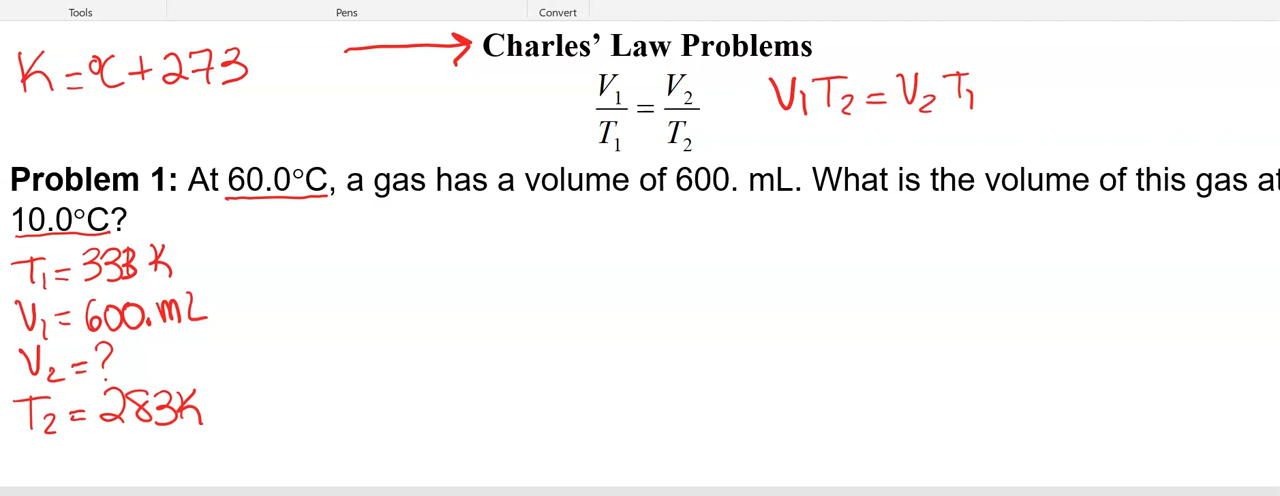 Tools Pens Convert
K=°C+273 → Charles’ Law Problems
V₁/T₁ = V₂/T₂ V₁T₂=V₂T₁
Problem 1: At 60.0°C, a gas has a volume of 600. mL. What is the volume of this gas at
10.0°C?
T₁=333 K
V₁=600.mL
V₂=?
T₂=283K